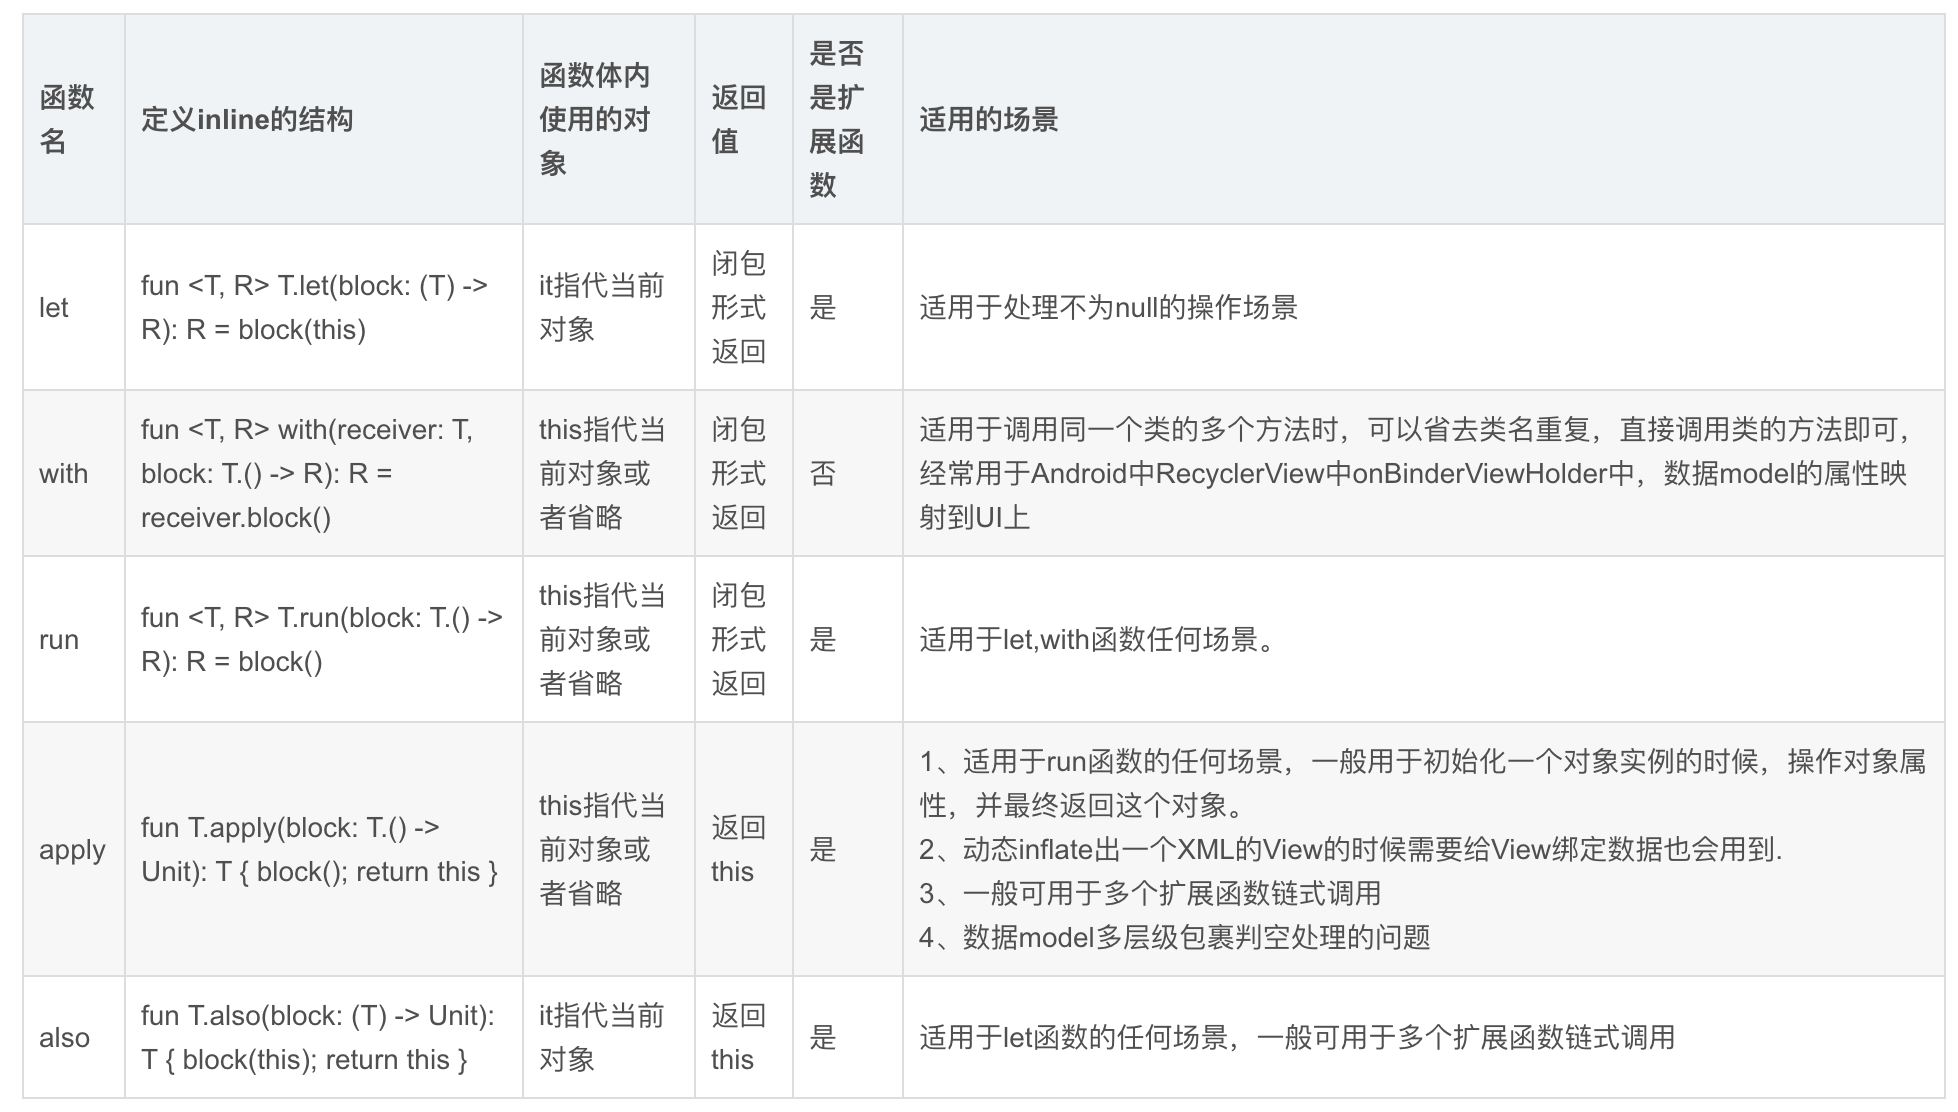 函数
名
定义inline的结构
函数体内
使用的对
象
返回
值
是否
是扩
展函
数
适用的场景
let
fun <T, R> T.let(block: (T) ->
R): R = block(this)
it指代当前
对象
闭包
形式
返回
是
适用于处理不为null的操作场景
with
fun <T, R> with(receiver: T,
block: T.() -> R): R =
receiver.block()
this指代当
前对象或
者省略
闭包
形式
返回
否
适用于调用同一个类的多个方法时，可以省去类名重复，直接调用类的方法即可，
经常用于Android中RecyclerView中onBinderViewHolder中，数据model的属性映
射到UI上
run
fun <T, R> T.run(block: T.() ->
R): R = block()
this指代当
前对象或
者省略
闭包
形式
返回
是
适用于let,with函数任何场景。
apply
fun T.apply(block: T.() ->
Unit): T { block(); return this }
this指代当
前对象或
者省略
返回
this
是
1、适用于run函数的任何场景，一般用于初始化一个对象实例的时候，操作对象属
性，并最终返回这个对象。
2、动态inflate出一个XML的View的时候需要给View绑定数据也会用到.
3、一般可用于多个扩展函数链式调用
4、数据model多层级包裹判空处理的问题
also
fun T.also(block: (T) -> Unit):
T { block(this); return this }
it指代当前
对象
返回
this
是
适用于let函数的任何场景，一般可用于多个扩展函数链式调用